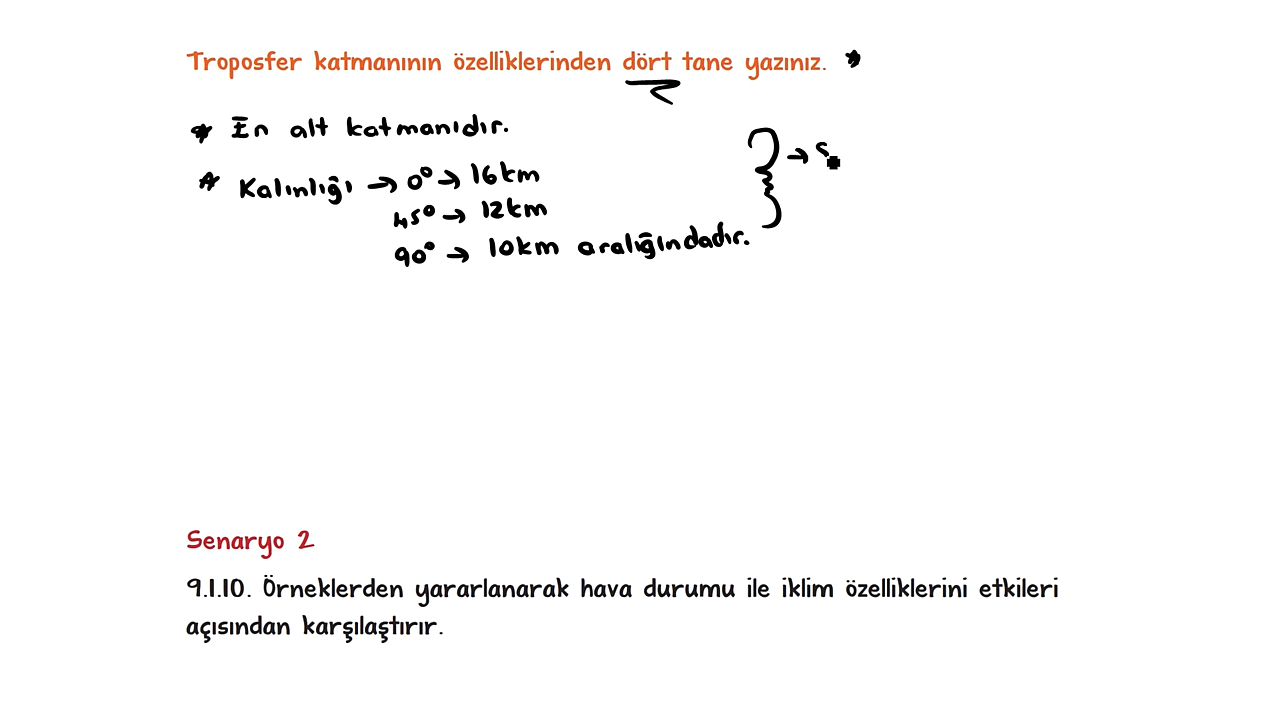 Troposfer katmanının özelliklerinden dört tane yazınız. *
* En alt katmanıdır.
* Kalınlığı → 0° → 16km
45° → 12km
90° → 10km aralığındadır.
} → S
Senaryo 2
9.1.10. Örneklerden yararlanarak hava durumu ile iklim özelliklerini etkileri
açısından karşılaştırır.